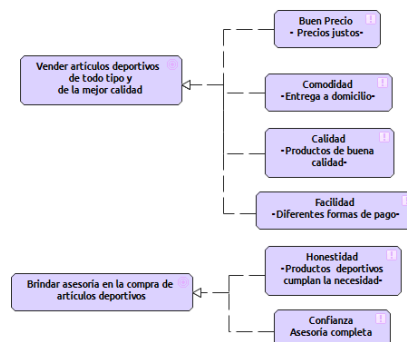 Buen Precio
- Precios justos-
Vender artículos deportivos
de todo tipo y
de la mejor calidad
Comodidad
-Entrega a domicilio-
Calidad
-Productos de buena
calidad-
Facilidad
-Diferentes formas de pago-
Honestidad
-Productos deportivos
cumplan la necesidad-
Brindar asesoría en la compra de
artículos deportivos
Confianza
Asesoría completa